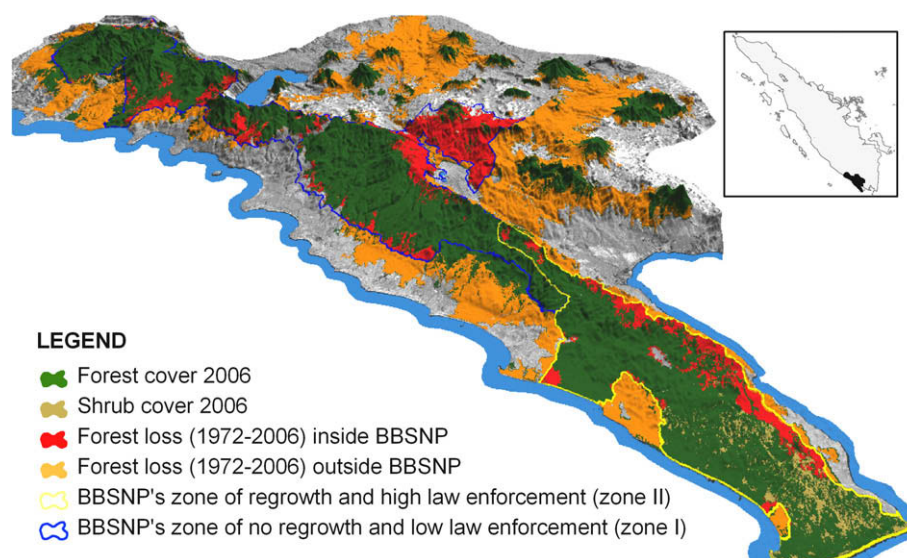 LEGEND
Forest cover 2006
Shrub cover 2006
Forest loss (1972-2006) inside BBSNP
Forest loss (1972-2006) outside BBSNP
BBSNP's zone of regrowth and high law enforcement (zone II)
BBSNP's zone of no regrowth and low law enforcement (zone I)